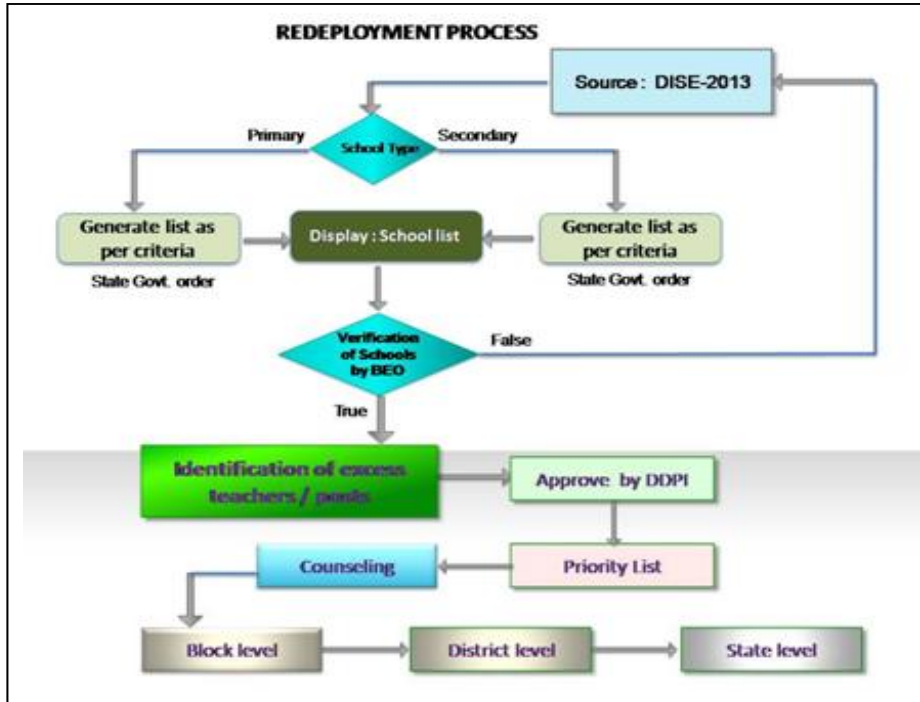 REDEPLOYMENT PROCESS
Source : DISE-2013
Primary
School Type
Secondary
Generate list as
per criteria
State Govt. order
Display : School list
Generate list as
per criteria
State Govt. order
Verification
of Schools
by BEO
False
True
Identification of excess
teachers / posts
Approve by DDPI
Counseling
Priority List
Block level
District level
State level